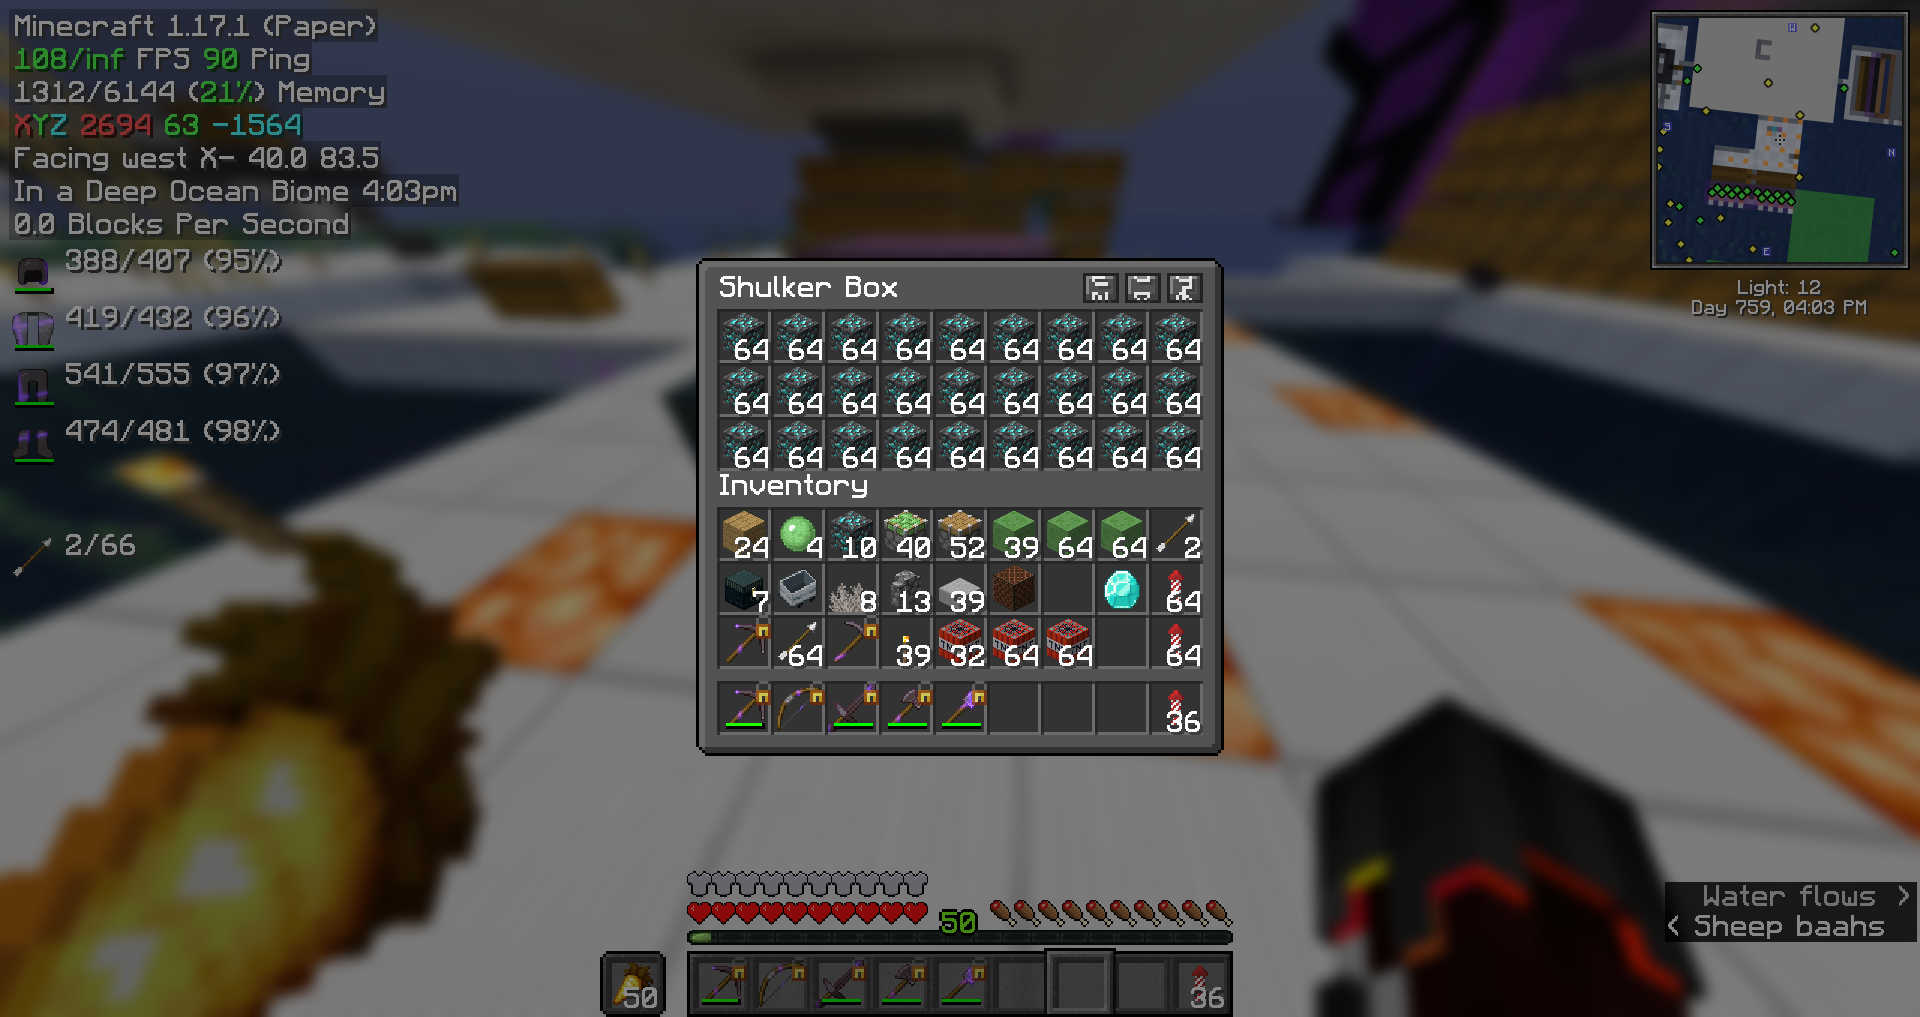 Minecraft 1.17.1 (Paper)
108/inf FPS 90 Ping
1312/6144 (21%) Memory
XYZ 2694 63 -1564
Facing west X- 40.0 83.5
In a Deep Ocean Biome 4:03pm
0.0 Blocks Per Second
388/407 (95%)
419/432 (96%)
541/555 (97%)
474/481 (98%)
2/66
W
S
N
E
Light: 12
Day 759, 04:03 PM
Shulker Box
64 64 64 64 64 64 64 64 64
64 64 64 64 64 64 64 64 64
64 64 64 64 64 64 64 64 64
Inventory
24 4 10 40 52 39 64 64 2
7 8 13 39 64
64 39 32 64 64 64
36
50
50 36
Water flows >
< Sheep baahs